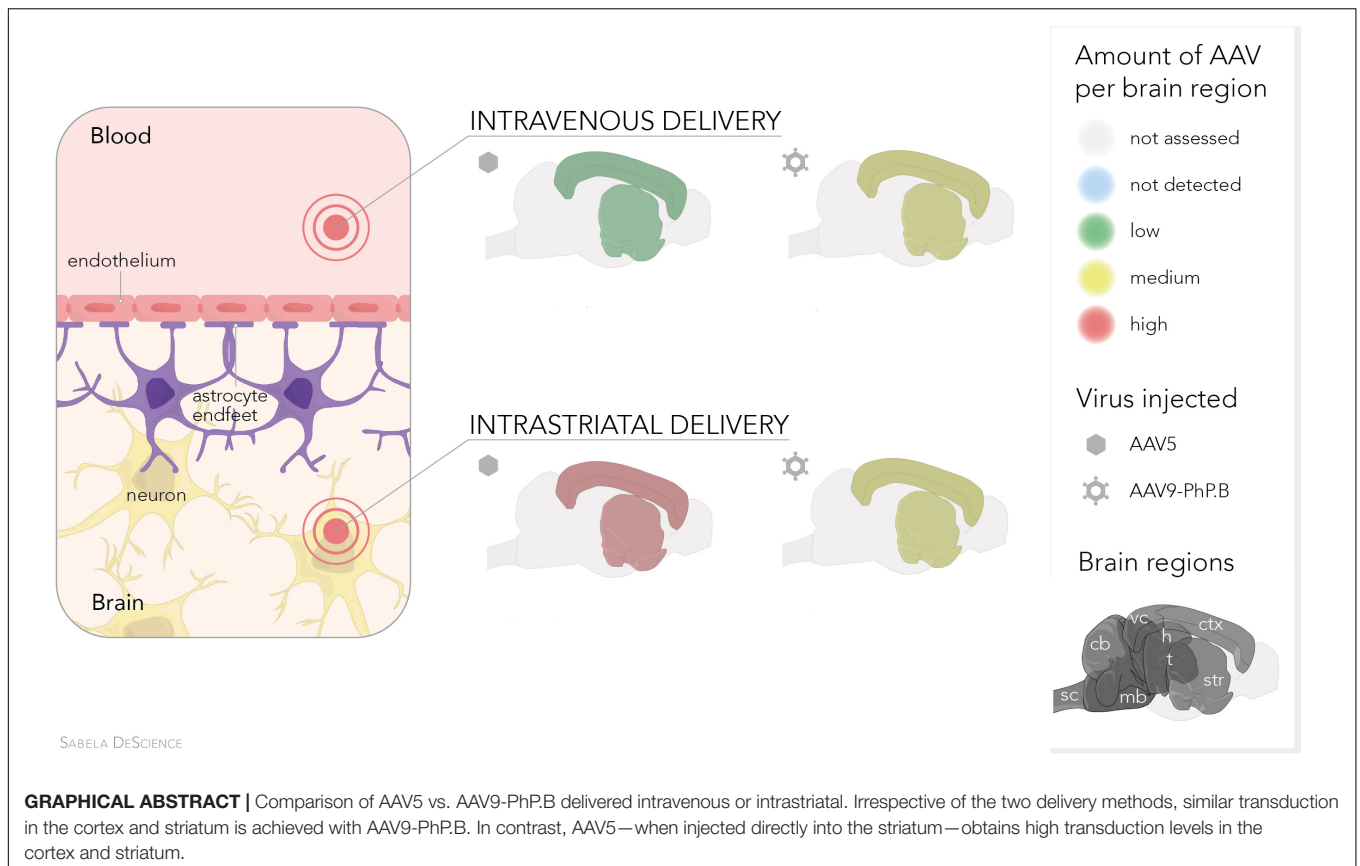 Blood
endothelium
astrocyte
endfeet
neuron
Brain
SABELA DESCIENCE
INTRAVENOUS DELIVERY
INTRASTRIATAL DELIVERY
Amount of AAV
per brain region
not assessed
not detected
low
medium
high
Virus injected
AAV5
AAV9-PhP.B
Brain regions
vc
ctx
cb
h
t
str
sc
mb
GRAPHICAL ABSTRACT | Comparison of AAV5 vs. AAV9-PhP.B delivered intravenous or intrastriatal. Irrespective of the two delivery methods, similar transduction
in the cortex and striatum is achieved with AAV9-PhP.B. In contrast, AAV5—when injected directly into the striatum—obtains high transduction levels in the
cortex and striatum.